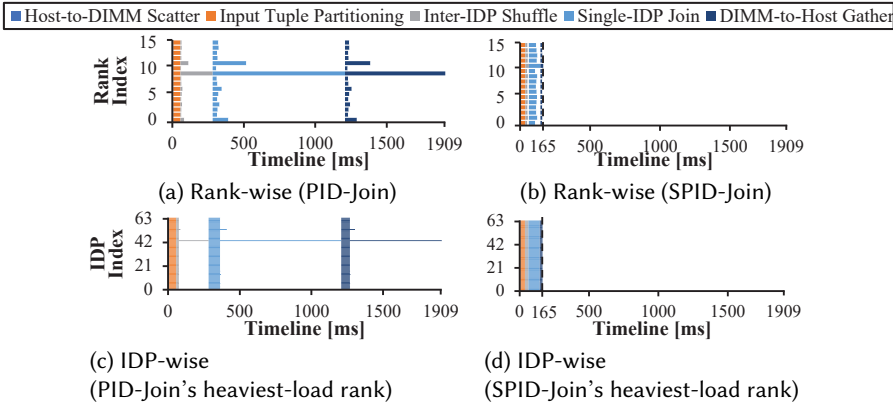 Host-to-DIMM Scatter Input Tuple Partitioning Inter-IDP Shuffle Single-IDP Join DIMM-to-Host Gather
15
10
5
0
Rank
Index
0 500 1000 1500 1909
Timeline [ms]
(a) Rank-wise (PID-Join)
15
10
5
0
0 165 500 1000 1500 1909
Timeline [ms]
(b) Rank-wise (SPID-Join)
63
42
21
0
IDP
Index
0 500 1000 1500 1909
Timeline [ms]
(c) IDP-wise
(PID-Join's heaviest-load rank)
63
42
21
0
0 165 500 1000 1500 1909
Timeline [ms]
(d) IDP-wise
(SPID-Join's heaviest-load rank)